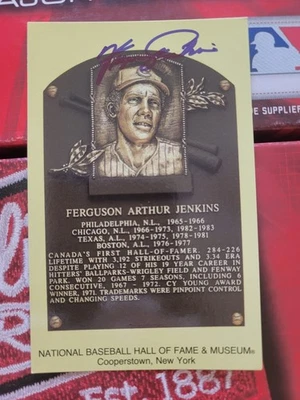 FERGUSON ARTHUR JENKINS
PHILADELPHIA, N.L., 1965-1966
CHICAGO, N.L., 1966-1973, 1982-1983
TEXAS, A.L., 1974-1975, 1978-1981
BOSTON, A.L., 1976-1977
CANADA'S FIRST HALL-OF-FAMER. 284-226
LIFETIME WITH 3,192 STRIKEOUTS AND 3.34 ERA
DESPITE PLAYING 12 OF HIS 19 YEAR CAREER IN
HITTERS' BALLPARKS-WRIGLEY FIELD AND FENWAY
PARK. WON 20 GAMES 7 SEASONS, INCLUDING 6
CONSECUTIVE, 1967 - 1972. CY YOUNG AWARD
WINNER, 1971. TRADEMARKS WERE PINPOINT CONTROL
AND CHANGING SPEEDS.
NATIONAL BASEBALL HALL OF FAME & MUSEUM®
Cooperstown, New York
SUPPLIER
EST. 1887